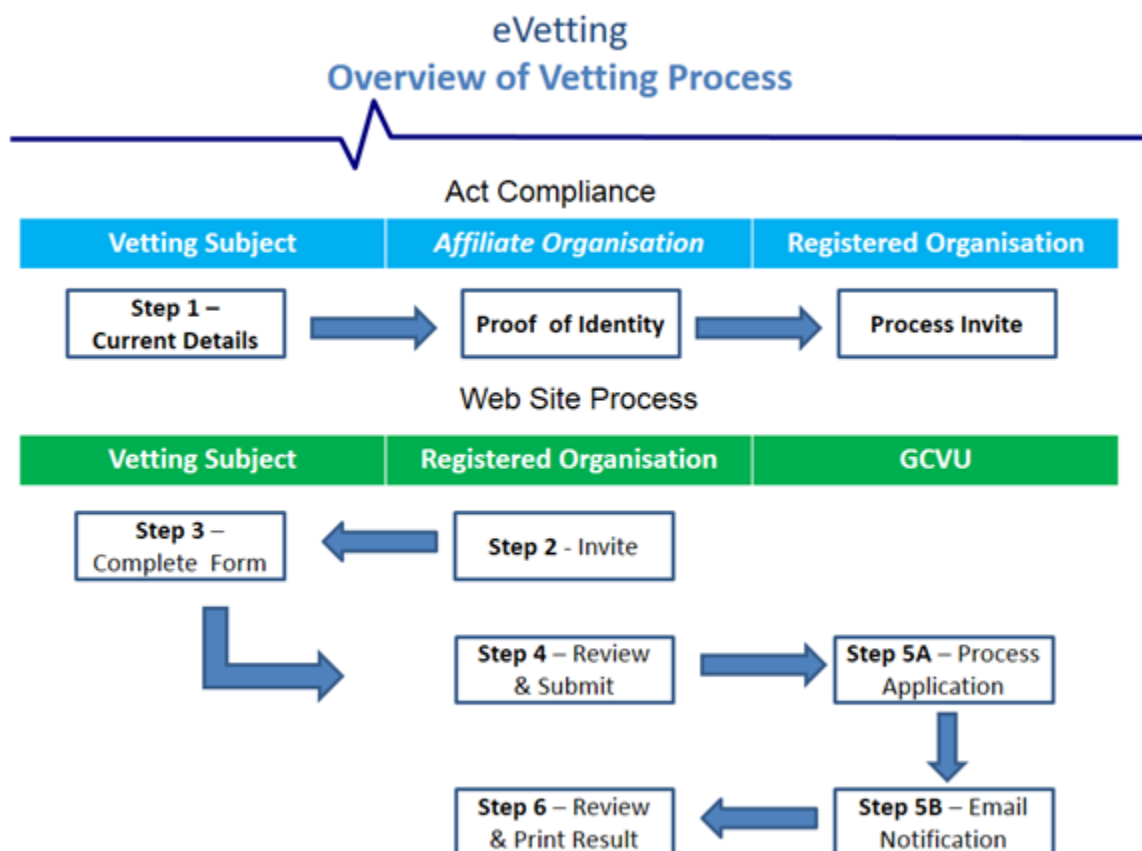 eVetting
Overview of Vetting Process
Act Compliance
Vetting Subject Affiliate Organisation Registered Organisation
Step 1 –
Current Details
Proof of Identity
Process Invite
Web Site Process
Vetting Subject Registered Organisation GCVU
Step 3 –
Complete Form
Step 2 - Invite
Step 4 – Review
& Submit
Step 5A – Process
Application
Step 6 – Review
& Print Result
Step 5B – Email
Notification